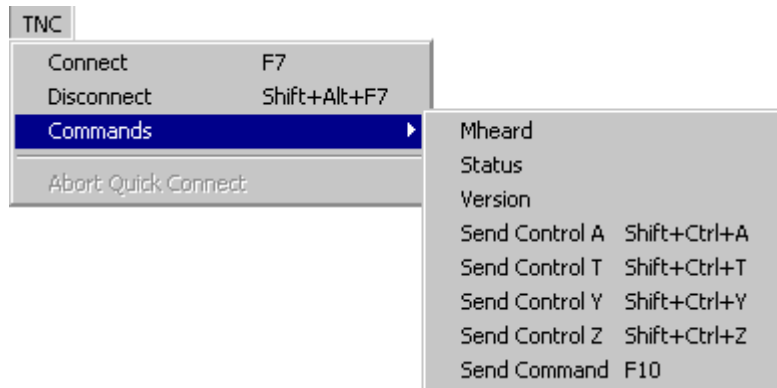 TNC
Connect F7
Disconnect Shift+Alt+F7
Commands
Abort Quick Connect
Mheard
Status
Version
Send Control A Shift+Ctrl+A
Send Control T Shift+Ctrl+T
Send Control Y Shift+Ctrl+Y
Send Control Z Shift+Ctrl+Z
Send Command F10